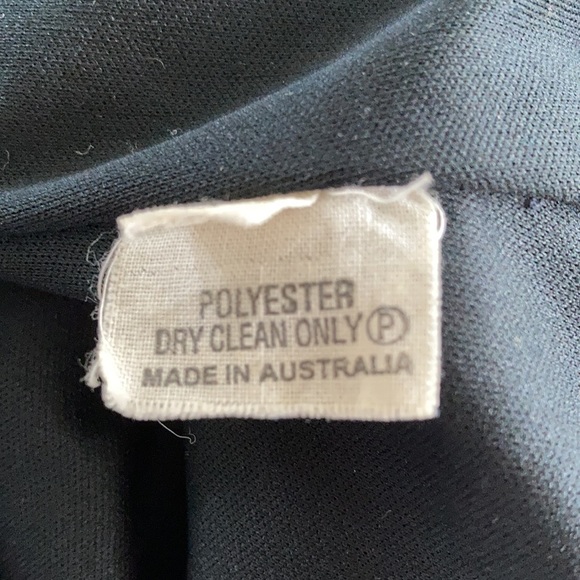 POLYESTER
DRY CLEAN ONLY Ⓟ
MADE IN AUSTRALIA